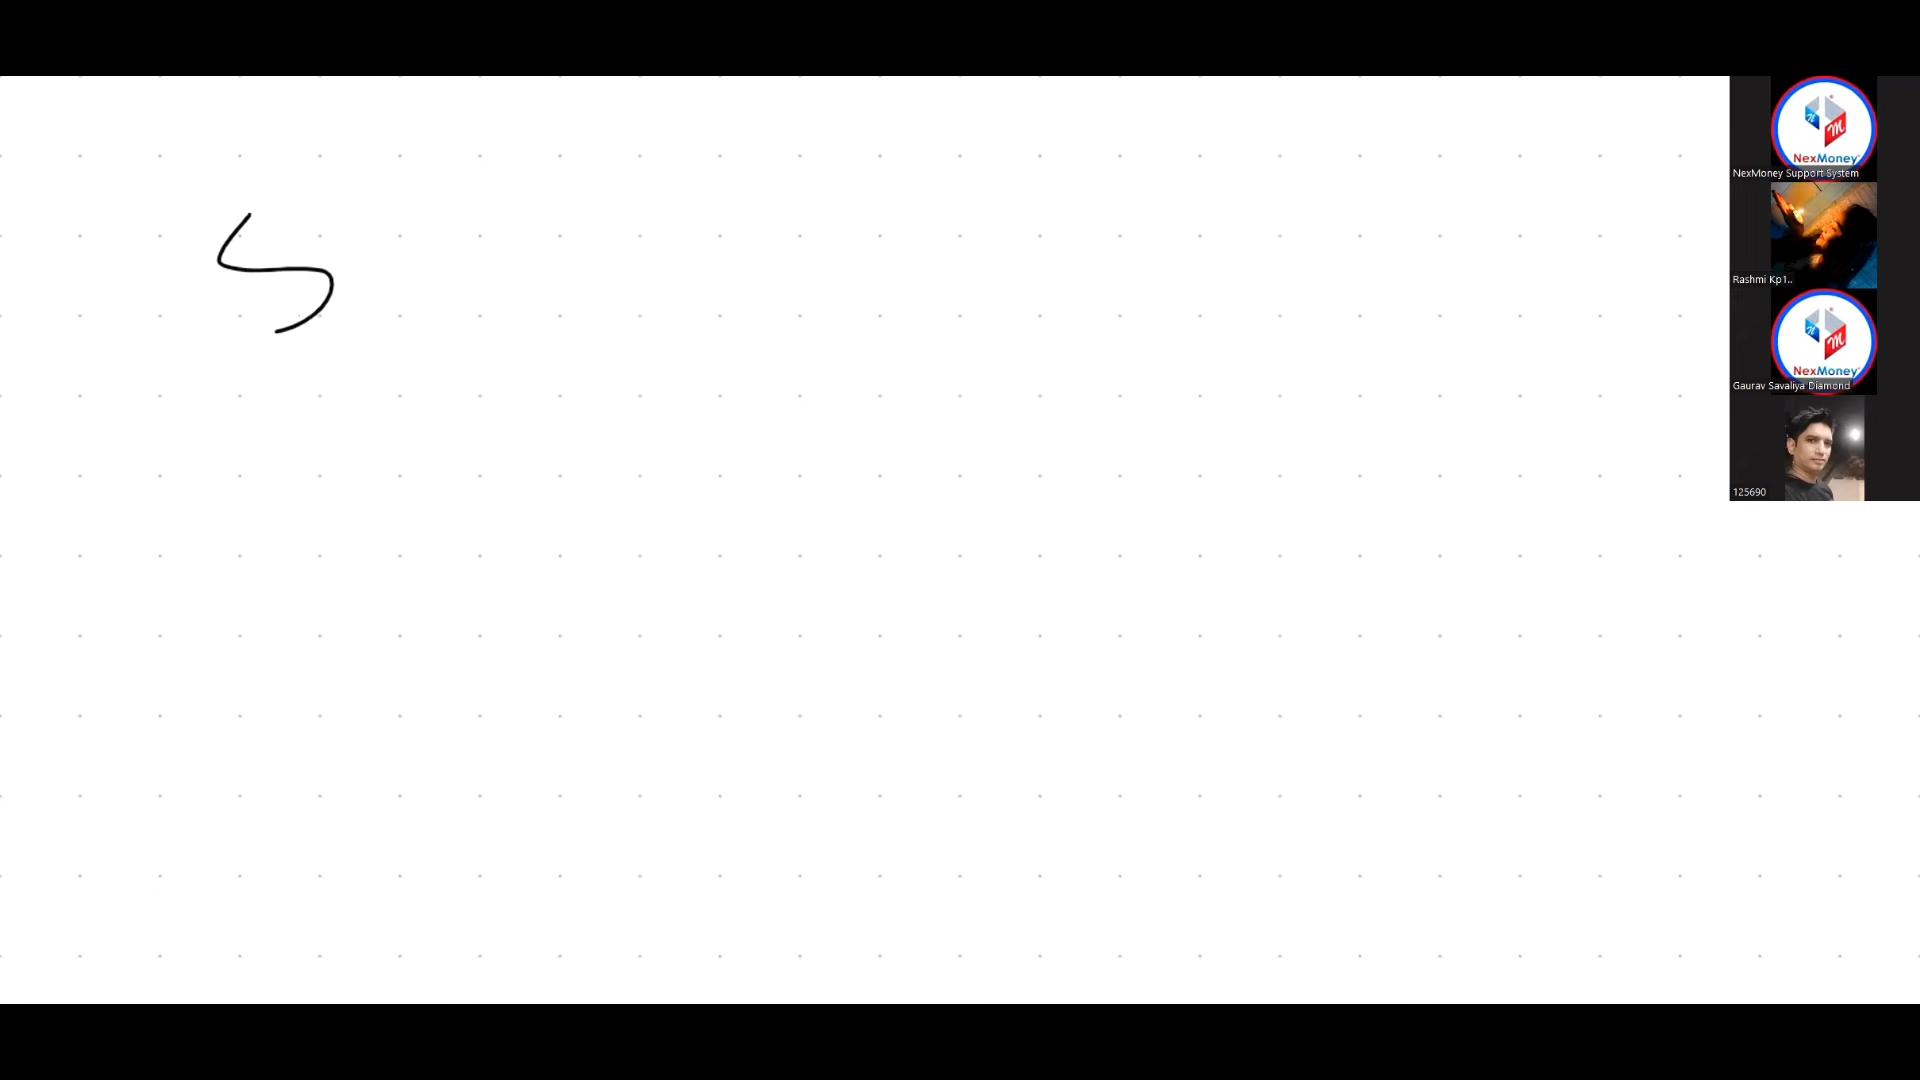 S
NexMoney
NexMoney Support System
Rashmi Kp1..
NexMoney
Gaurav Savaliya Diamond
125690